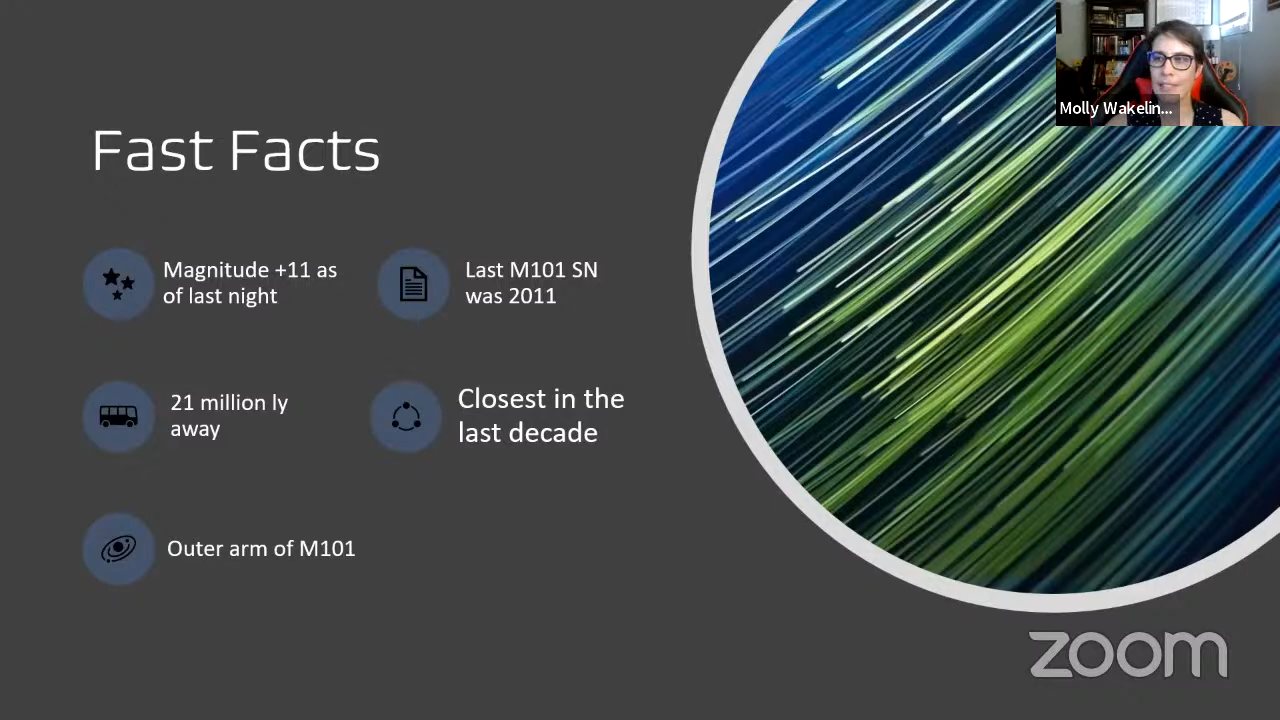 Molly Wakelin...
Fast Facts
Magnitude +11 as
of last night
Last M101 SN
was 2011
21 million ly
away
Closest in the
last decade
Outer arm of M101
zoom